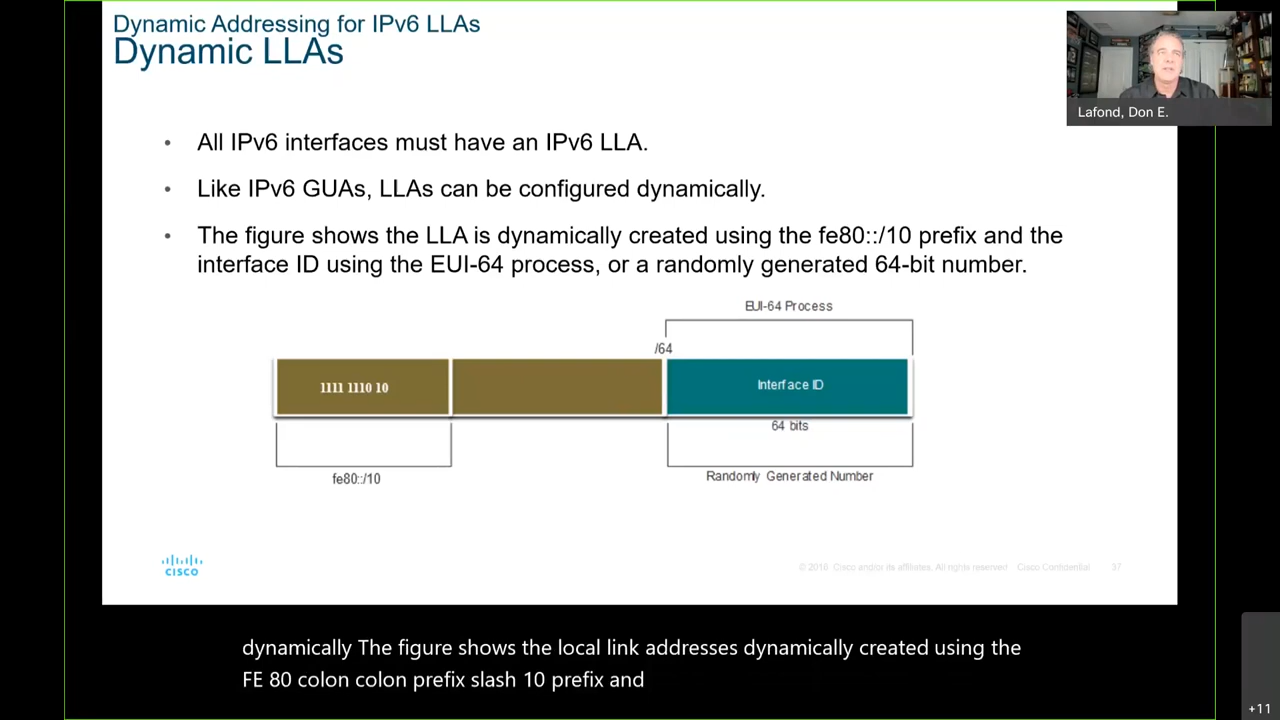 Dynamic Addressing for IPv6 LLAs
Dynamic LLAs
Lafond, Don E.
• All IPv6 interfaces must have an IPv6 LLA.
• Like IPv6 GUAs, LLAs can be configured dynamically.
• The figure shows the LLA is dynamically created using the fe80::/10 prefix and the
interface ID using the EUI-64 process, or a randomly generated 64-bit number.
EUI-64 Process
/64
1111 1110 10
Interface ID
64 bits
fe80::/10
Randomly Generated Number
CISCO
© 2016 Cisco and/or its affiliates. All rights reserved. Cisco Confidential 37
dynamically The figure shows the local link addresses dynamically created using the
FE 80 colon colon prefix slash 10 prefix and
+11